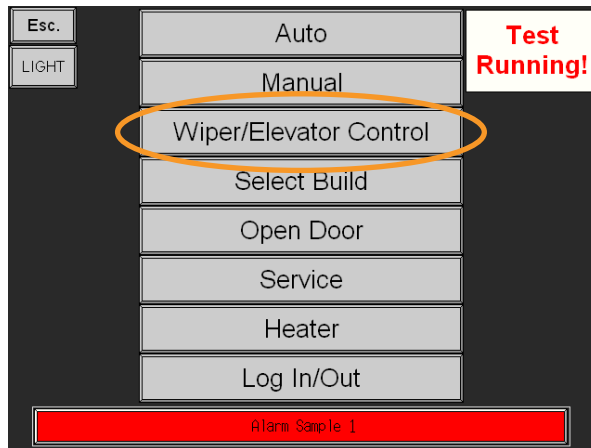 Esc.
LIGHT
Auto
Manual
Wiper/Elevator Control
Select Build
Open Door
Service
Heater
Log In/Out
Test
Running!
Alarm Sample 1